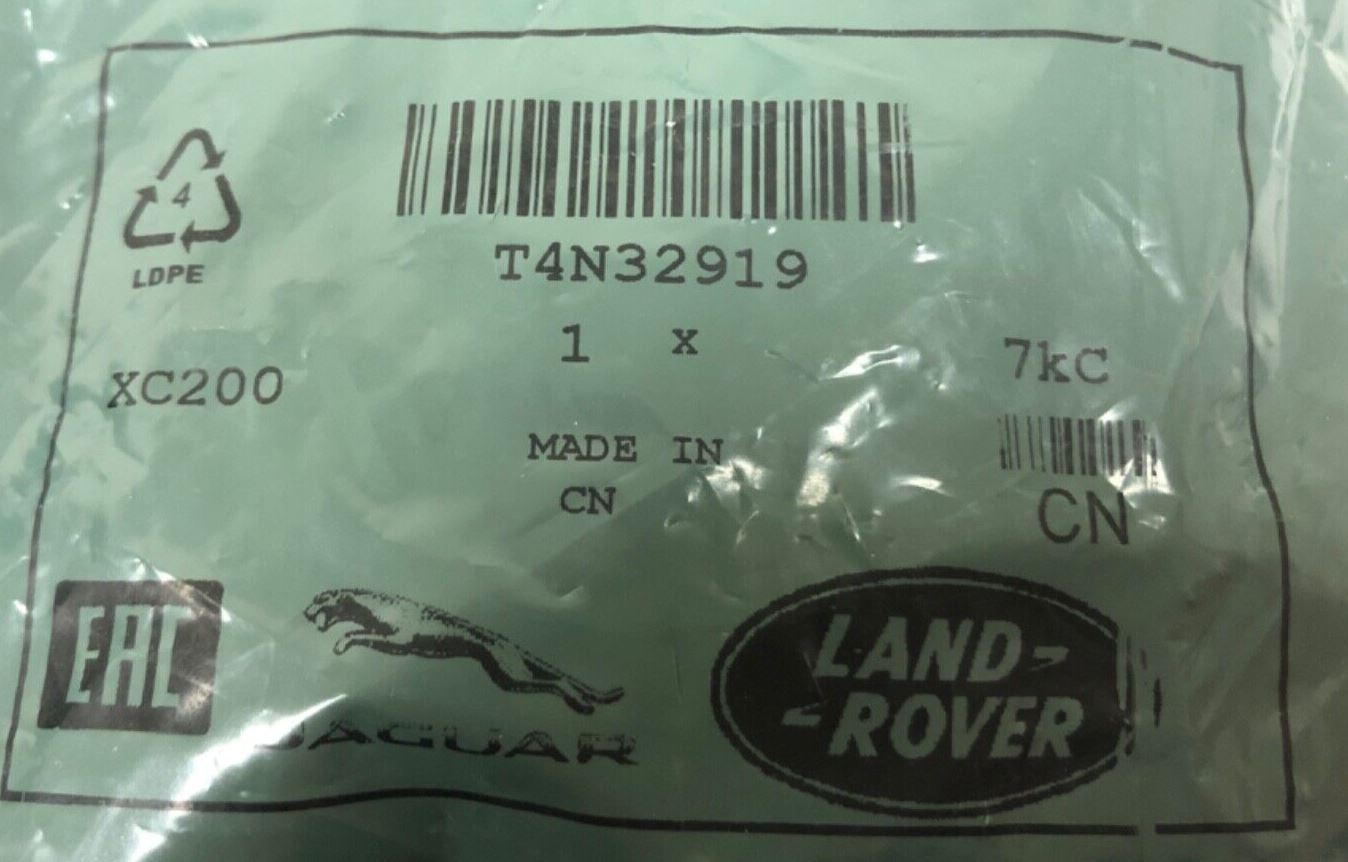 4
LDPE
T4N32919
1 x
7kC
XC200
MADE IN
CN
CN
EAC
JAGUAR
LAND-
-ROVER